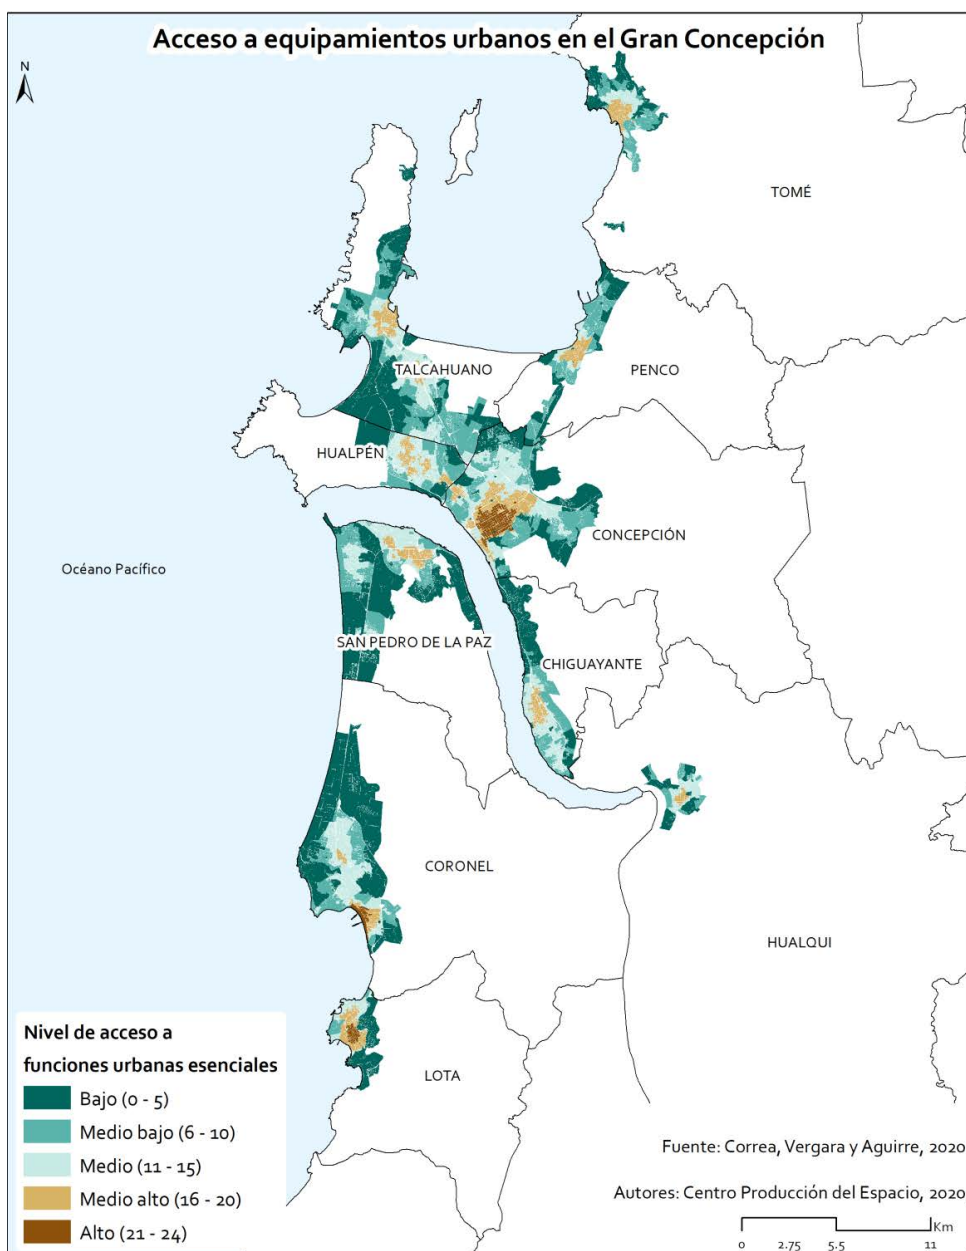 Acceso a equipamientos urbanos en el Gran Concepción
N
TOMÉ
TALCAHUANO
PENCO
HUALPÉN
CONCEPCIÓN
Océano Pacífico
SAN PEDRO DE LA PAZ
CHIGUAYANTE
CORONEL
HUALQUI
LOTA
Nivel de acceso a
funciones urbanas esenciales
Bajo (0 - 5)
Medio bajo (6 - 10)
Medio (11 - 15)
Medio alto (16 - 20)
Alto (21 - 24)
Fuente: Correa, Vergara y Aguirre, 2020
Autores: Centro Producción del Espacio, 2020
Km
0 2.75 5.5 11